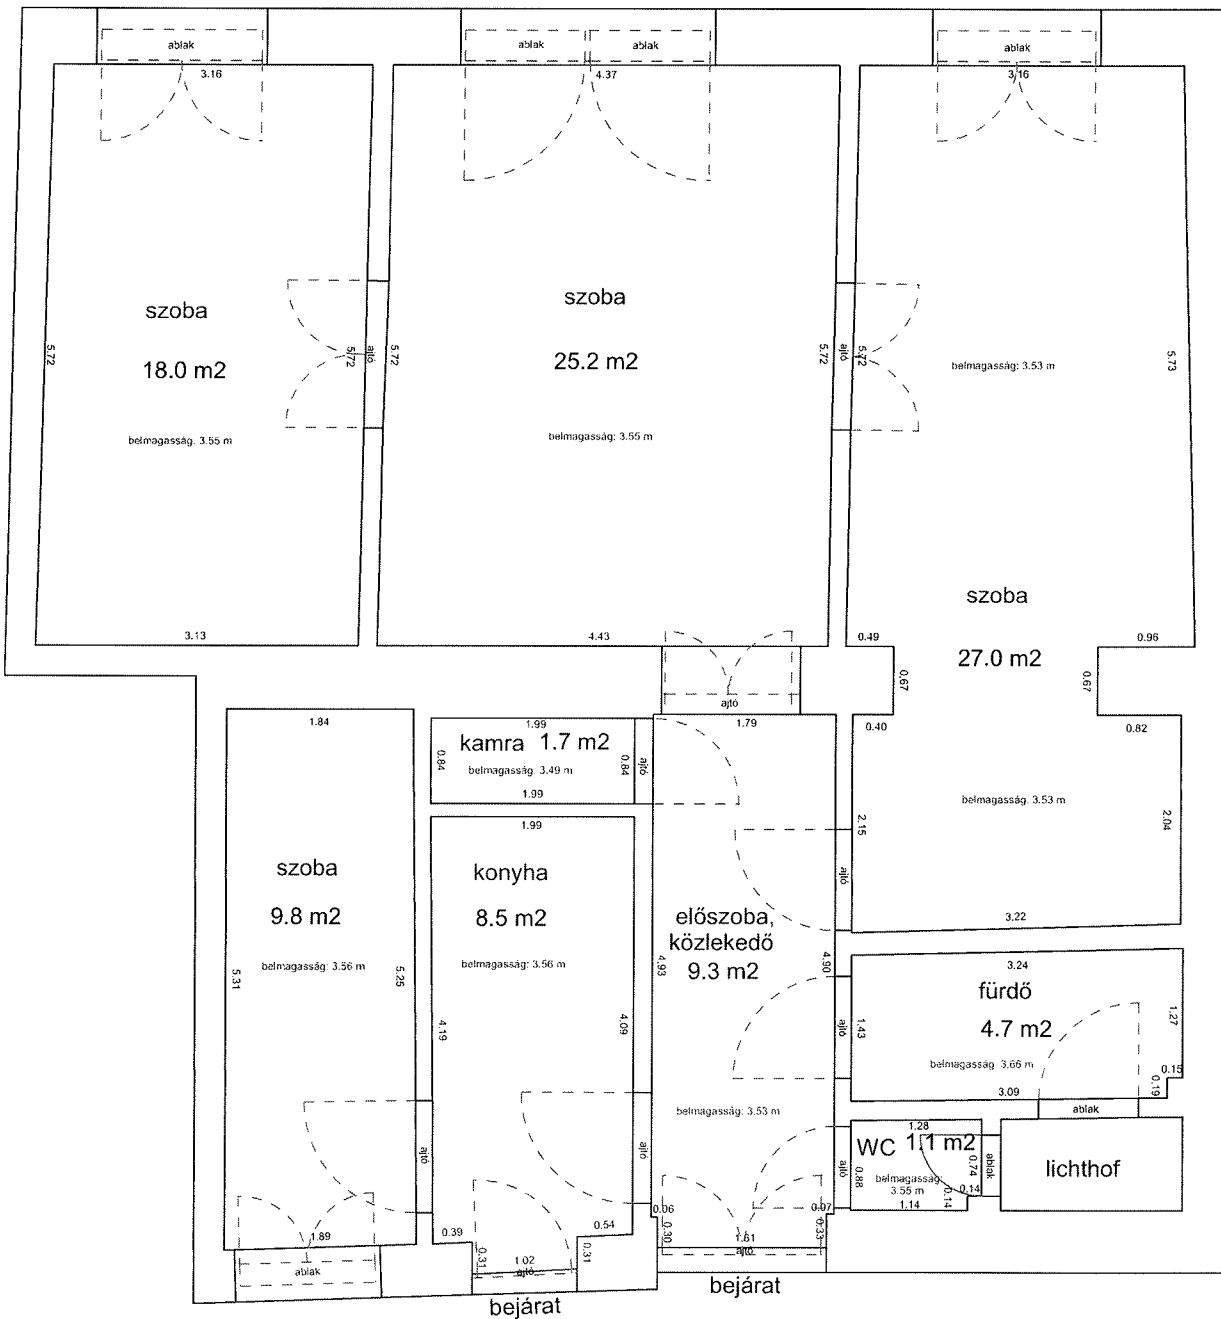 ablak
ablak
ablak
ablak
3.16
4.37
3.16
szoba
18.0 m2
belmagasság: 3.55 m
5.72
5.72
ajtó
5.72
szoba
25.2 m2
belmagasság: 3.55 m
5.72
ajtó
5.72
belmagasság: 3.53 m
5.73
szoba
27.0 m2
3.13
4.43
0.49
0.96
0.67
0.67
ajtó
1.84
1.99
kamra 1.7 m2
belmagasság: 3.49 m
0.84
0.84
ajtó
1.99
1.79
0.40
0.82
belmagasság: 3.53 m
2.15
2.04
ajtó
3.22
1.99
szoba
9.8 m2
belmagasság: 3.56 m
5.31
5.25
konyha
8.5 m2
belmagasság: 3.56 m
4.19
4.09
előszoba,
közlekedő
9.3 m2
4.93
4.90
belmagasság: 3.53 m
3.24
fürdő
4.7 m2
belmagasság 3.66 m
1.43
ajtó
1.27
0.15
0.19
3.09
ablak
1.28
WC 1.1 m2
belmagasság:
3.55 m
0.88
ajtó
0.74
ablak
0.14
0.14
1.14
lichthof
ajtó
ajtó
1.89
ablak
0.39
0.54
0.31
0.31
1.02
ajtó
bejárat
0.06
0.07
0.30
0.33
1.61
ajtó
bejárat